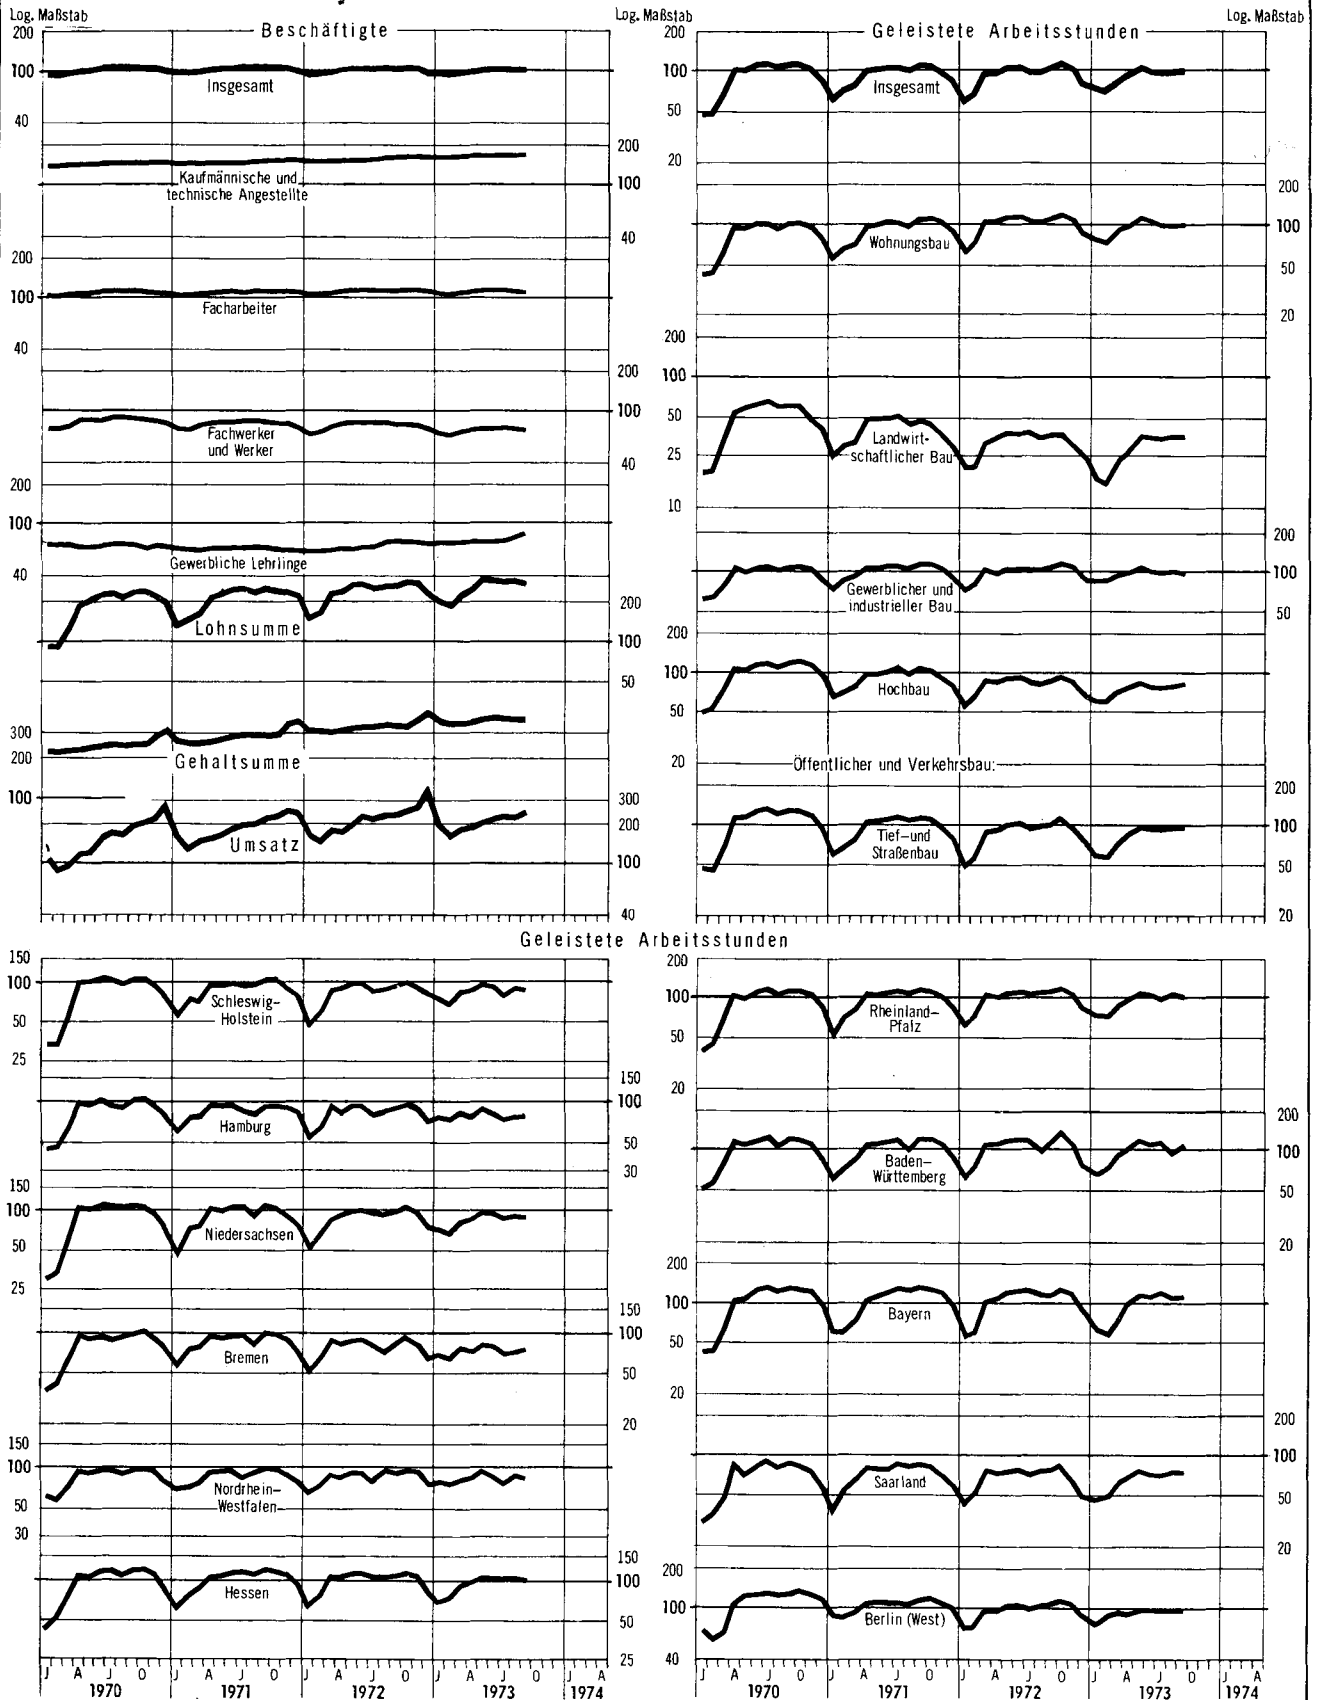 Log. Maßstab
Log. Maßstab
Log. Maßstab
Beschäftigte
200
100
40
Insgesamt
200
100
40
Kaufmännische und
technische Angestellte
200
100
40
Facharbeiter
200
100
40
Fachwerker
und Werker
200
100
40
Gewerbliche Lehrlinge
200
100
50
Lohnsumme
300
200
100
Gehaltsumme
300
200
100
40
Umsatz
Geleistete Arbeitsstunden
200
100
50
20
Insgesamt
200
100
50
20
Wohnungsbau
200
100
50
25
10
Landwirt-
schaftlicher Bau
200
100
50
Gewerblicher und
industrieller Bau
200
100
50
20
Hochbau
Öffentlicher und Verkehrsbau:
200
100
50
20
Tief-und
Straßenbau
Geleistete Arbeitsstunden
150
100
50
25
Schleswig-
Holstein
150
100
50
30
Hamburg
150
100
50
25
Niedersachsen
150
100
50
20
Bremen
150
100
50
30
Nordrhein-
Westfalen
150
100
50
25
Hessen
J A J O J A J O J A J O J A J O J A
1970 1971 1972 1973 1974
200
100
50
20
Rheinland-
Pfalz
200
100
50
20
Baden-
Württemberg
200
100
50
20
Bayern
200
100
50
20
Saarland
200
100
40
Berlin (West)
J A J O J A J O J A J O J A J O J A
1970 1971 1972 1973 1974